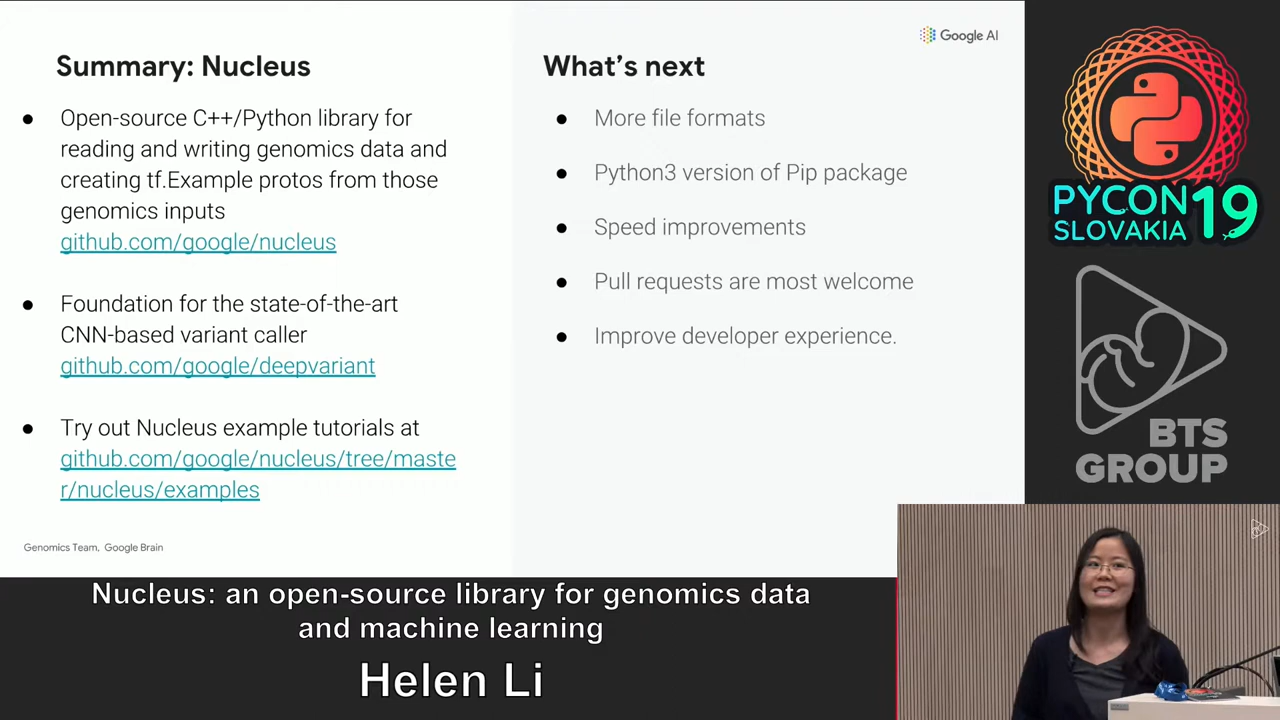 Google AI
Summary: Nucleus
Open-source C++/Python library for
reading and writing genomics data and
creating tf.Example protos from those
genomics inputs
github.com/google/nucleus
Foundation for the state-of-the-art
CNN-based variant caller
github.com/google/deepvariant
Try out Nucleus example tutorials at
github.com/google/nucleus/tree/maste
r/nucleus/examples
Genomics Team, Google Brain
What's next
More file formats
Python3 version of Pip package
Speed improvements
Pull requests are most welcome
Improve developer experience.
PYCON 19
SLOVAKIA
BTS
GROUP
Nucleus: an open-source library for genomics data
and machine learning
Helen Li